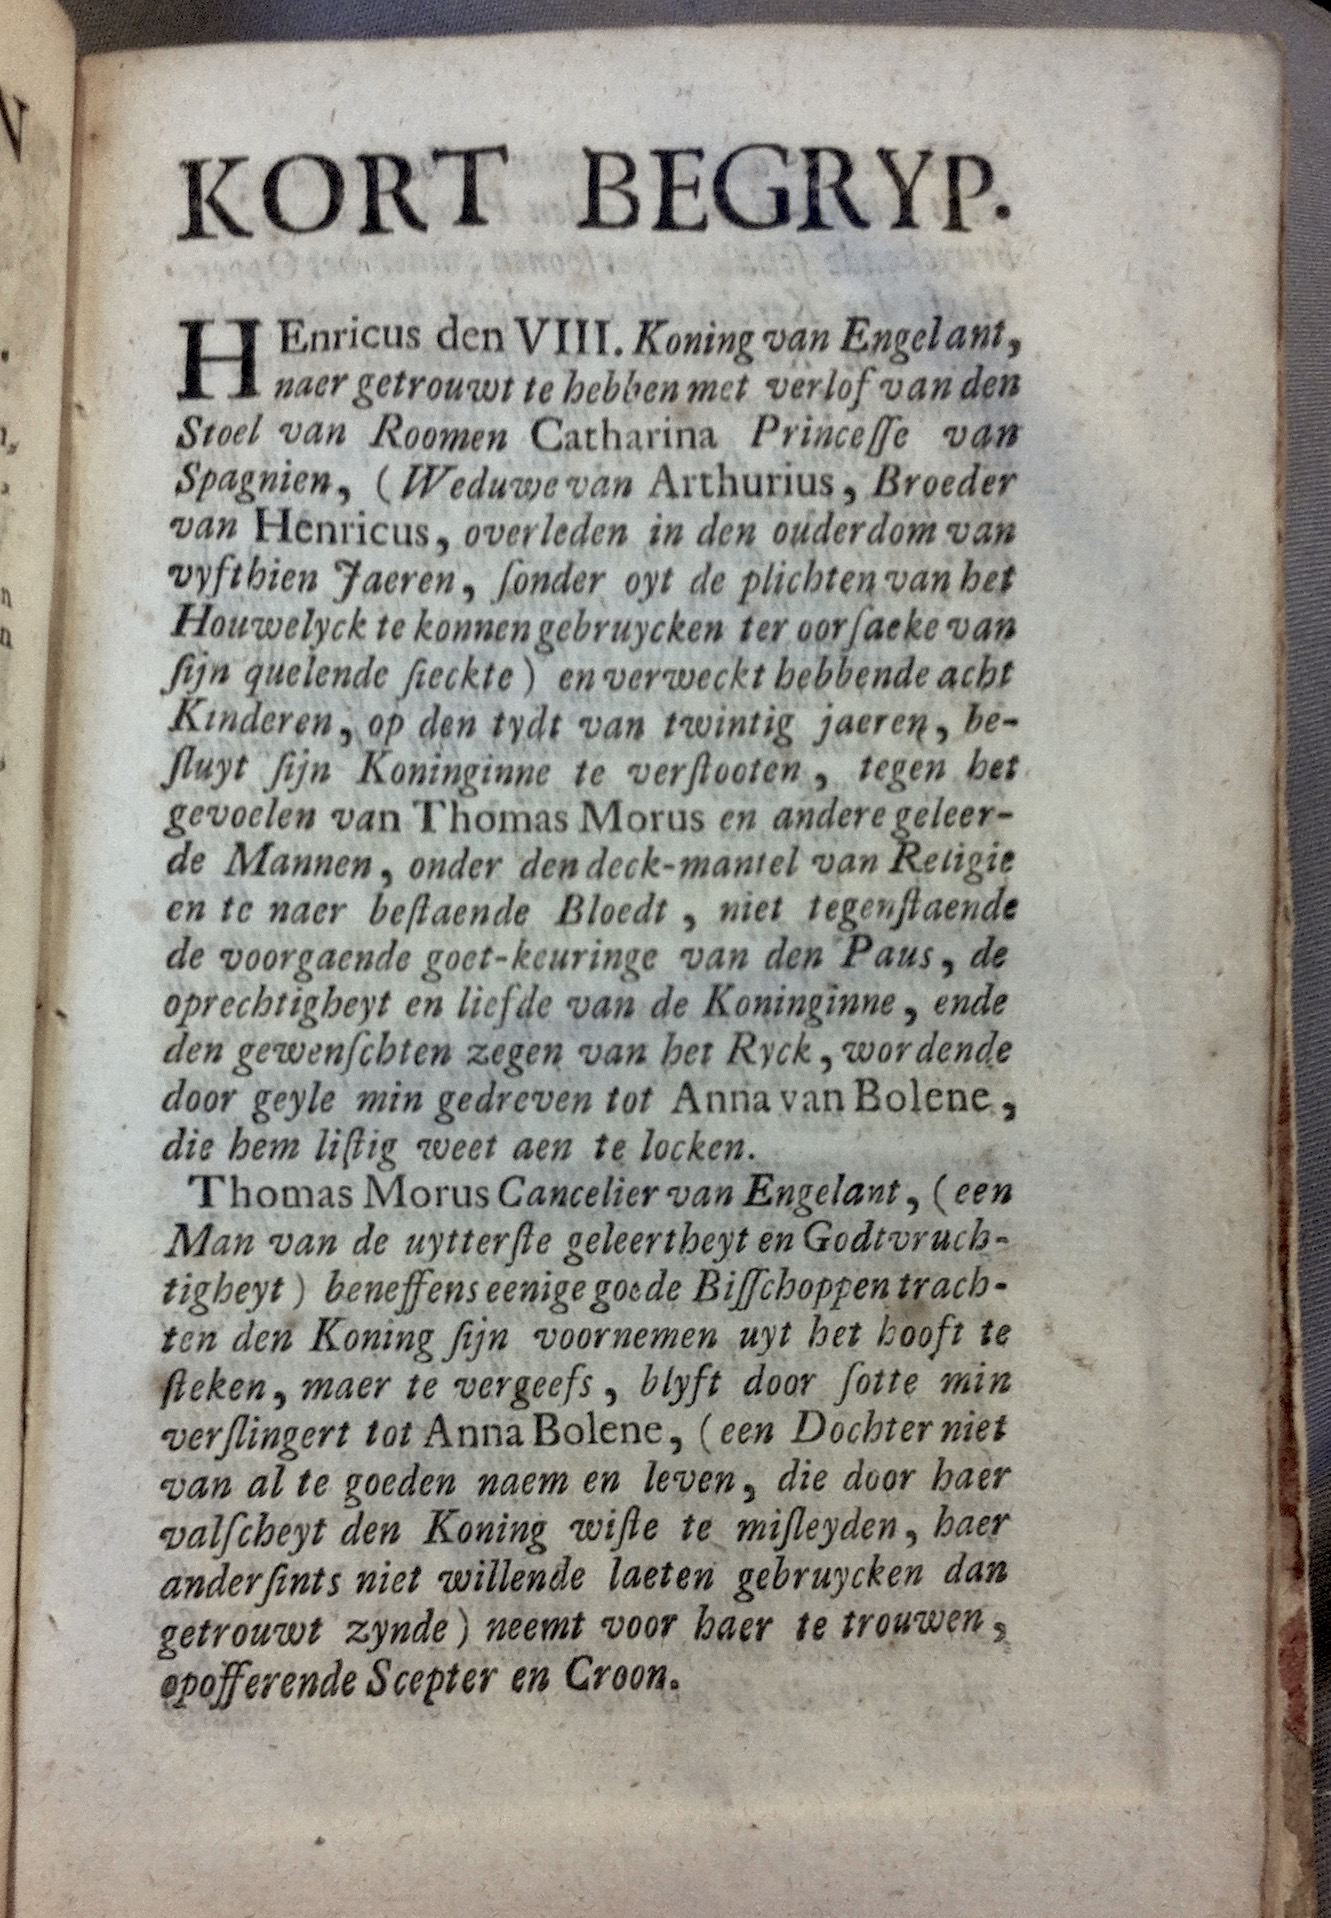 KORT BEGRYP.
HEnricus den VIII. Koning van Engelant,
naer getrouwt te hebben met verlof van den
Stoel van Roomen Catharina Princeſſe van
Spagnien, (Weduwe van Arthurius, Broeder
van Henricus, overleden in den ouderdom van
vyfthien Jaeren, ſonder oyt de plichten van het
Houwelyck te konnen gebruycken ter oorſaeke van
ſijn quelende ſieckte) en verweckt hebbende acht
Kinderen, op den tydt van twintig jaeren, be-
ſluyt ſijn Koninginne te verſtooten, tegen het
gevoelen van Thomas Morus en andere geleer-
de Mannen, onder den deck-mantel van Religie
en te naer beſtaende Bloedt, niet tegenſtaende
de voorgaende goet-keuringe van den Paus, de
oprechtigheyt en liefde van de Koninginne, ende
den gewenſchten zegen van het Ryck, wordende
door geyle min gedreven tot Anna van Bolene,
die hem liſtig weet aen te locken.
Thomas Morus Cancelier van Engelant, (een
Man van de uytterſte geleertheyt en Godtvruch-
tigheyt) beneffens eenige goede Biſſchoppen trach-
ten den Koning ſijn voornemen uyt het hooft te
ſteken, maer te vergeefs, blyft door ſotte min
verſlingert tot Anna Bolene, (een Dochter niet
van al te goeden naem en leven, die door haer
valſcheyt den Koning wiſte te miſleyden, haer
anderſints niet willende laeten gebruycken dan
getrouwt zynde) neemt voor haer te trouwen,
opofferende Scepter en Croon.